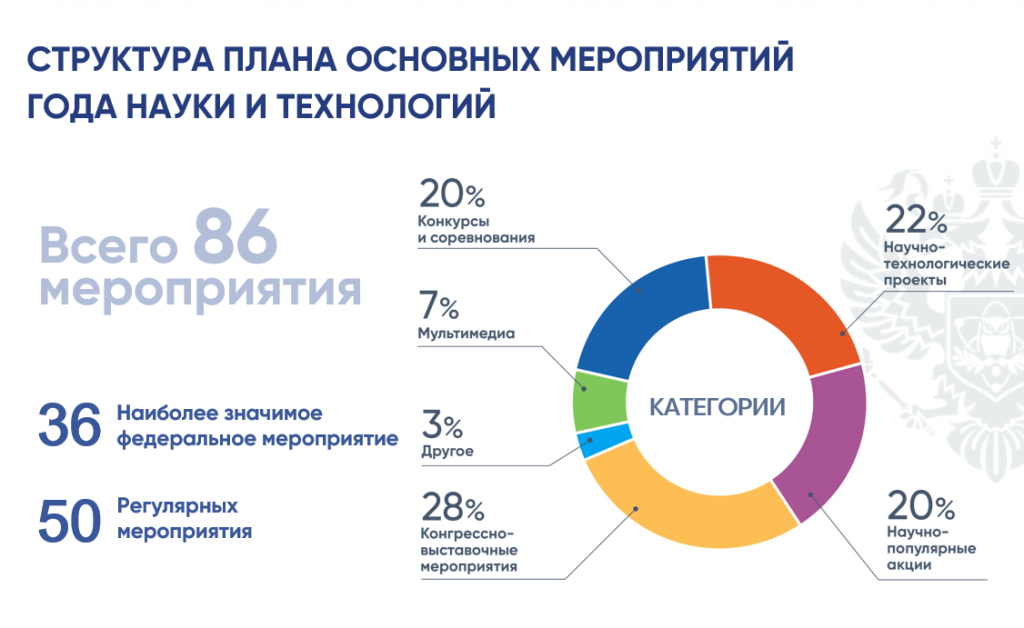 СТРУКТУРА ПЛАНА ОСНОВНЫХ МЕРОПРИЯТИЙ
ГОДА НАУКИ И ТЕХНОЛОГИЙ
Всего 86
мероприятия
36 Наиболее значимое
федеральное мероприятие
50 Регулярных
мероприятия
20%
Конкурсы
и соревнования
7%
Мультимедиа
3%
Другое
28%
Конгрессно-
выставочные
мероприятия
КАТЕГОРИИ
22%
Научно-
технологические
проекты
20%
Научно-
популярные
акции